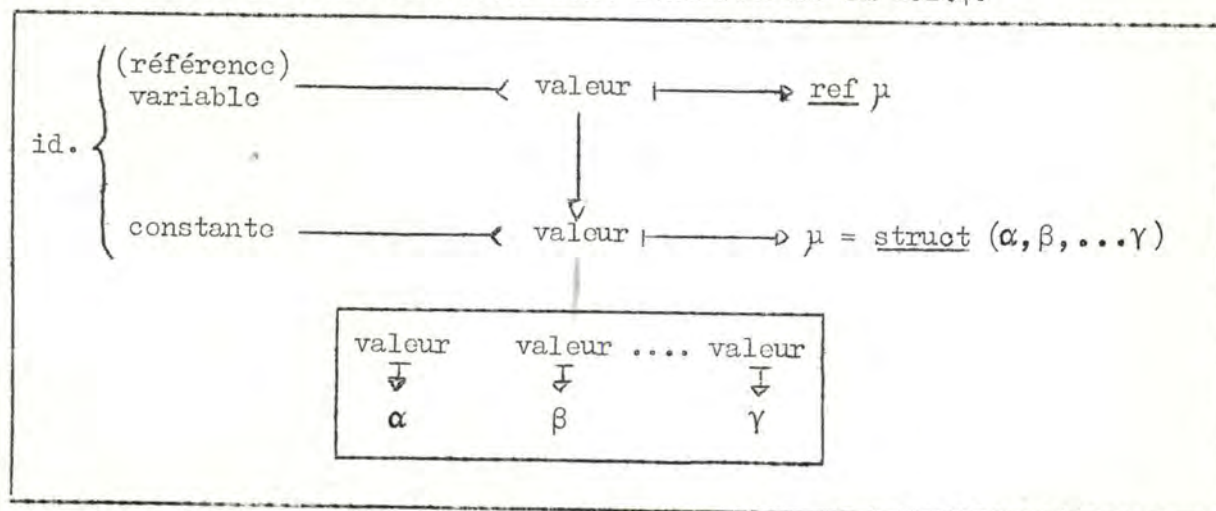 (référence)
variable valeur ref μ
id.
constante valeur μ = struct (α, β, ...γ)
valeur valeur .... valeur
α β γ